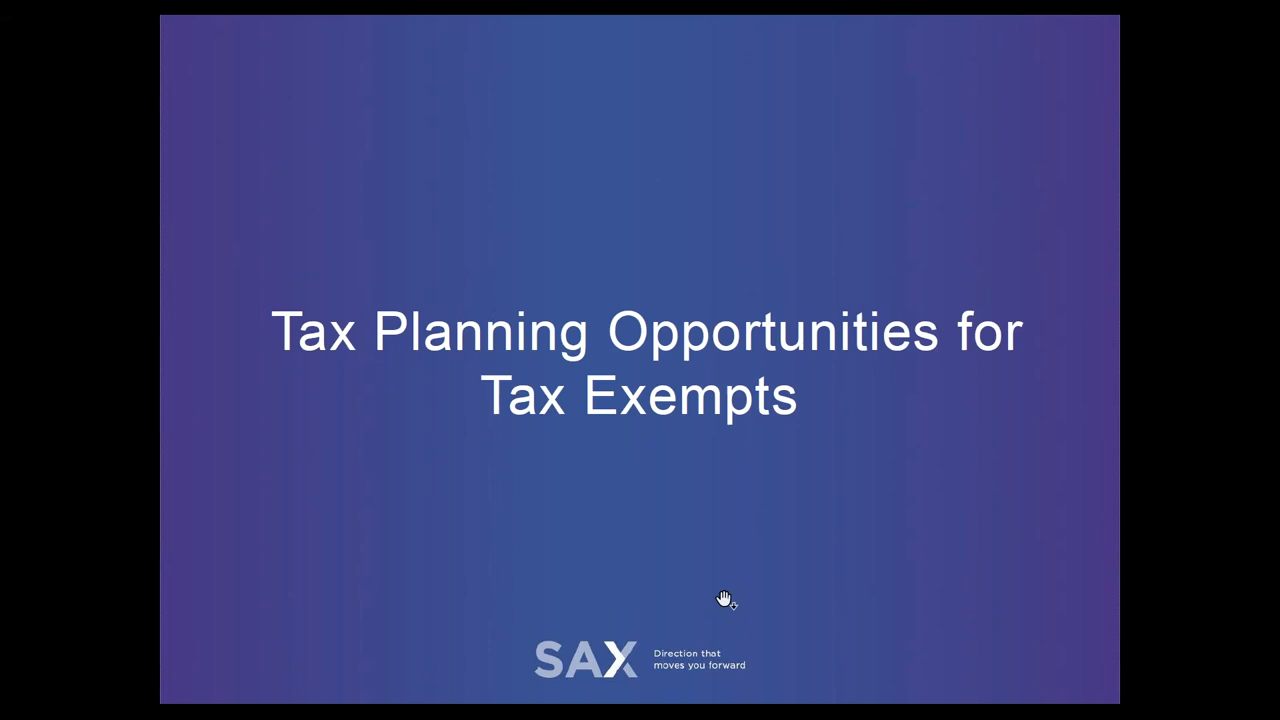 Tax Planning Opportunities for
Tax Exempts
SAX
Direction that
moves you forward